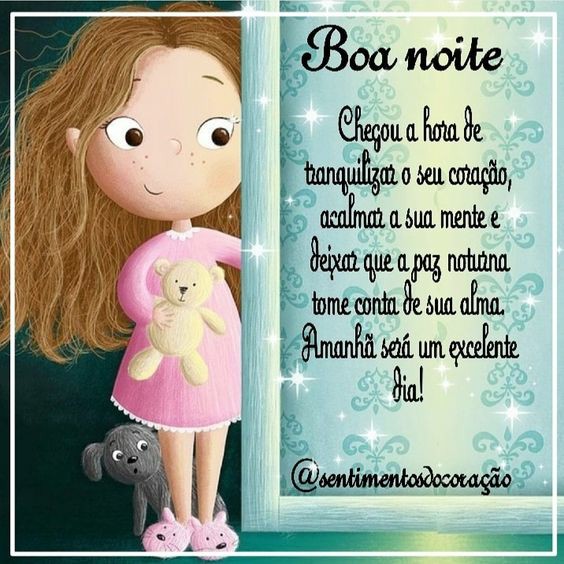 Boa noite
Chegou a hora de
tranquilizar o seu coração,
acalmar a sua mente e
deixar que a paz noturna
tome conta de sua alma.
Amanhã será um excelente
dia!
@sentimentosdocoração